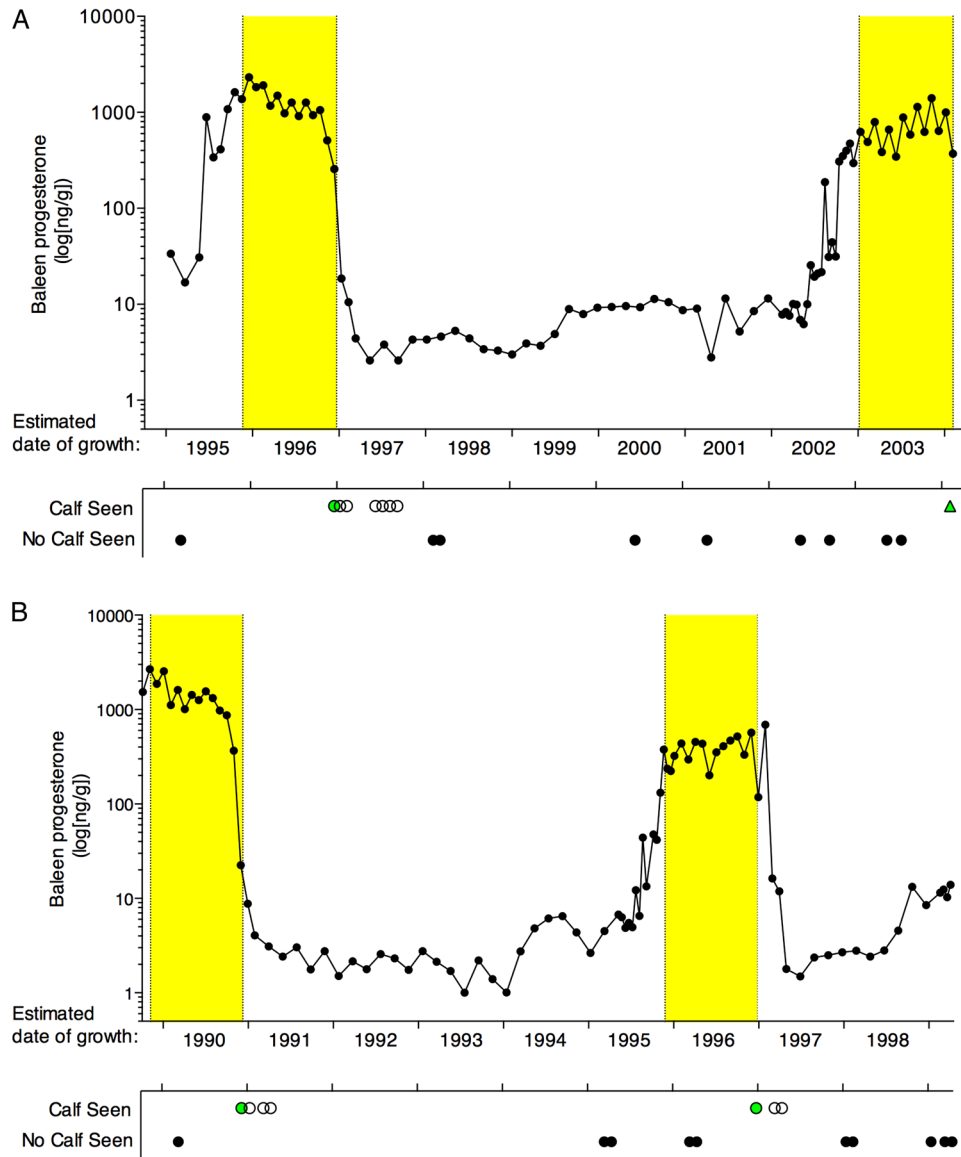 A
10000
1000
100
10
1
Baleen progesterone
(log[ng/g])
Estimated
date of growth:
1995 1996 1997 1998 1999 2000 2001 2002 2003
Calf Seen
No Calf Seen
B
10000
1000
100
10
1
Baleen progesterone
(log[ng/g])
Estimated
date of growth:
1990 1991 1992 1993 1994 1995 1996 1997 1998
Calf Seen
No Calf Seen